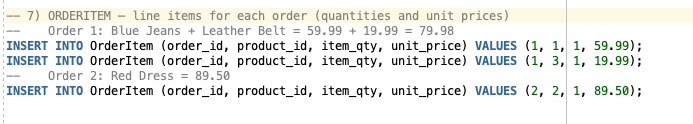 -- 7) ORDERITEM – line items for each order (quantities and unit prices)
--    Order 1: Blue Jeans + Leather Belt = 59.99 + 19.99 = 79.98
INSERT INTO OrderItem (order_id, product_id, item_qty, unit_price) VALUES (1, 1, 1, 59.99);
INSERT INTO OrderItem (order_id, product_id, item_qty, unit_price) VALUES (1, 3, 1, 19.99);
--    Order 2: Red Dress = 89.50
INSERT INTO OrderItem (order_id, product_id, item_qty, unit_price) VALUES (2, 2, 1, 89.50);